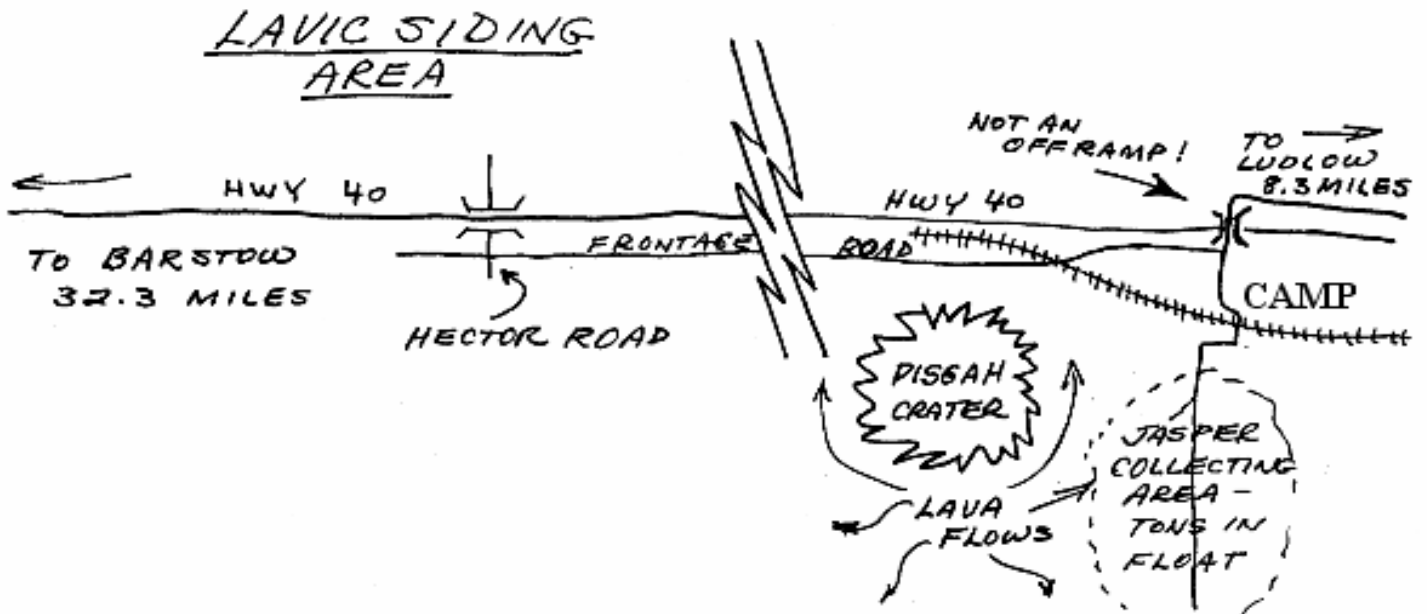 LAVIC SIDING
AREA
NOT AN
OFFRAMP!
TO
LUDLOW
8.3 MILES
HWY 40
HWY 40
TO BARSTOW
32.3 MILES
FRONTAGE ROAD
HECTOR ROAD
CAMP
PISGAH
CRATER
JASPER
COLLECTING
AREA –
TONS IN
FLOAT
LAVA
FLOWS